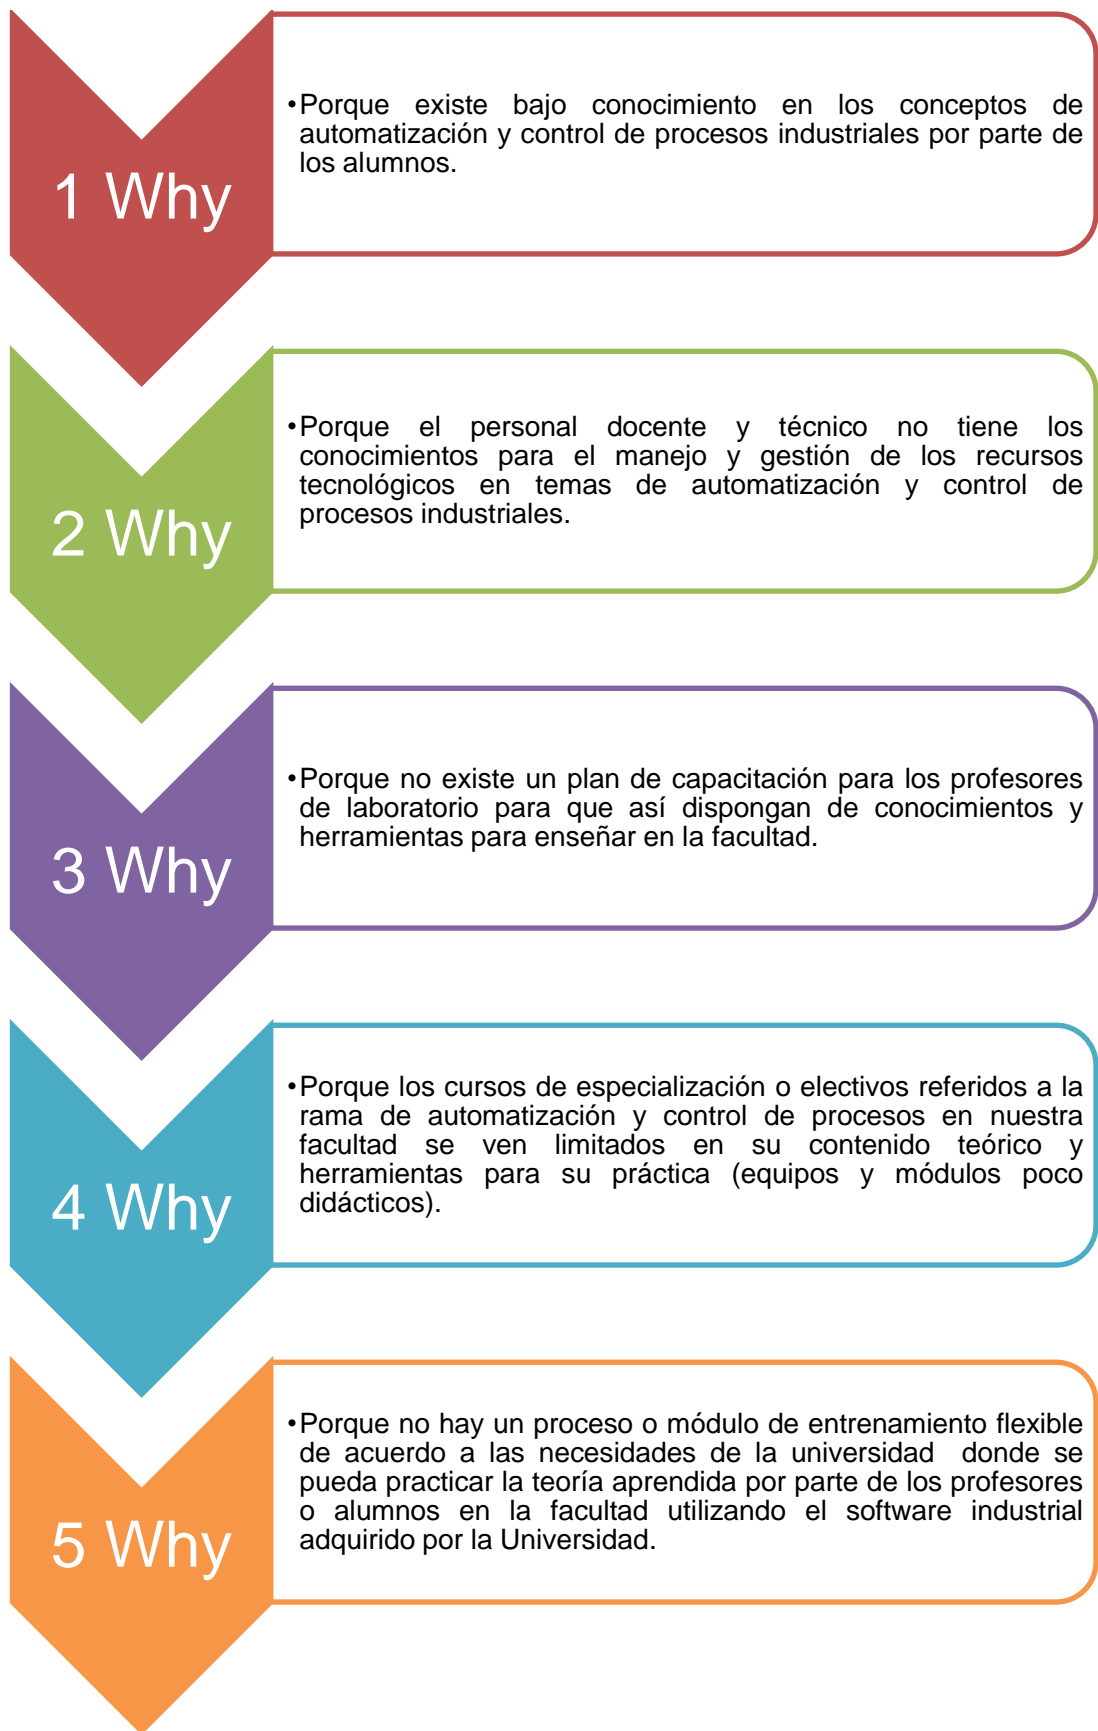 1 Why
•Porque existe bajo conocimiento en los conceptos de
automatización y control de procesos industriales por parte de
los alumnos.
2 Why
•Porque el personal docente y técnico no tiene los
conocimientos para el manejo y gestión de los recursos
tecnológicos en temas de automatización y control de
procesos industriales.
3 Why
•Porque no existe un plan de capacitación para los profesores
de laboratorio para que así dispongan de conocimientos y
herramientas para enseñar en la facultad.
4 Why
•Porque los cursos de especialización o electivos referidos a la
rama de automatización y control de procesos en nuestra
facultad se ven limitados en su contenido teórico y
herramientas para su práctica (equipos y módulos poco
didácticos).
5 Why
•Porque no hay un proceso o módulo de entrenamiento flexible
de acuerdo a las necesidades de la universidad donde se
pueda practicar la teoría aprendida por parte de los profesores
o alumnos en la facultad utilizando el software industrial
adquirido por la Universidad.